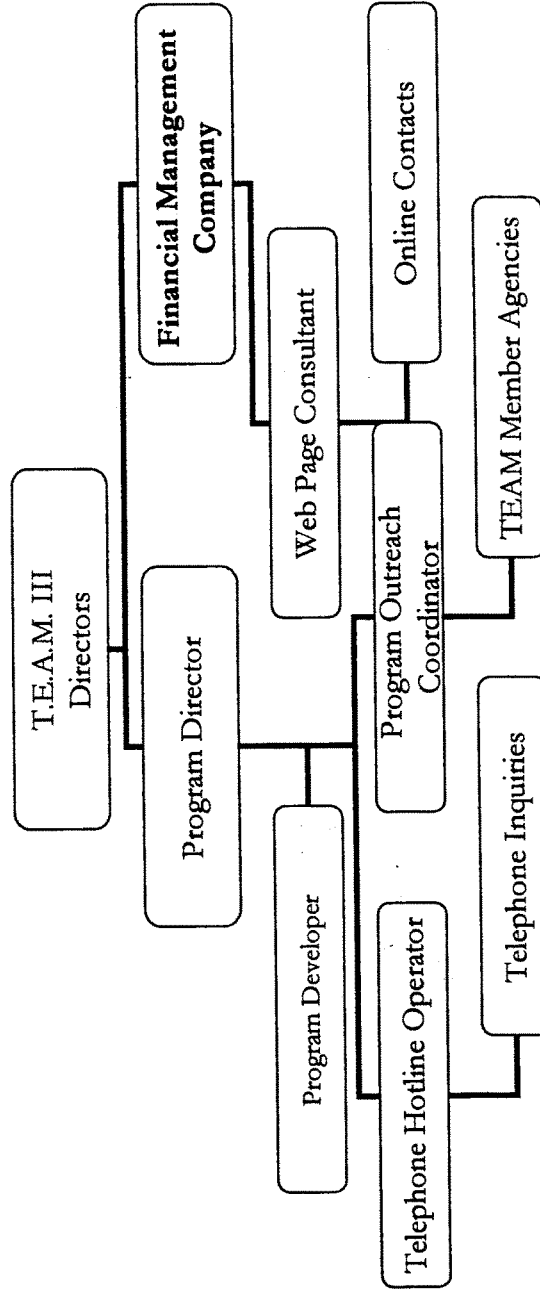 T.E.A.M. III
Directors
Program Director
Financial Management
Company
Program Developer
Web Page Consultant
Telephone Hotline Operator
Program Outreach
Coordinator
Online Contacts
Telephone Inquiries
TEAM Member Agencies